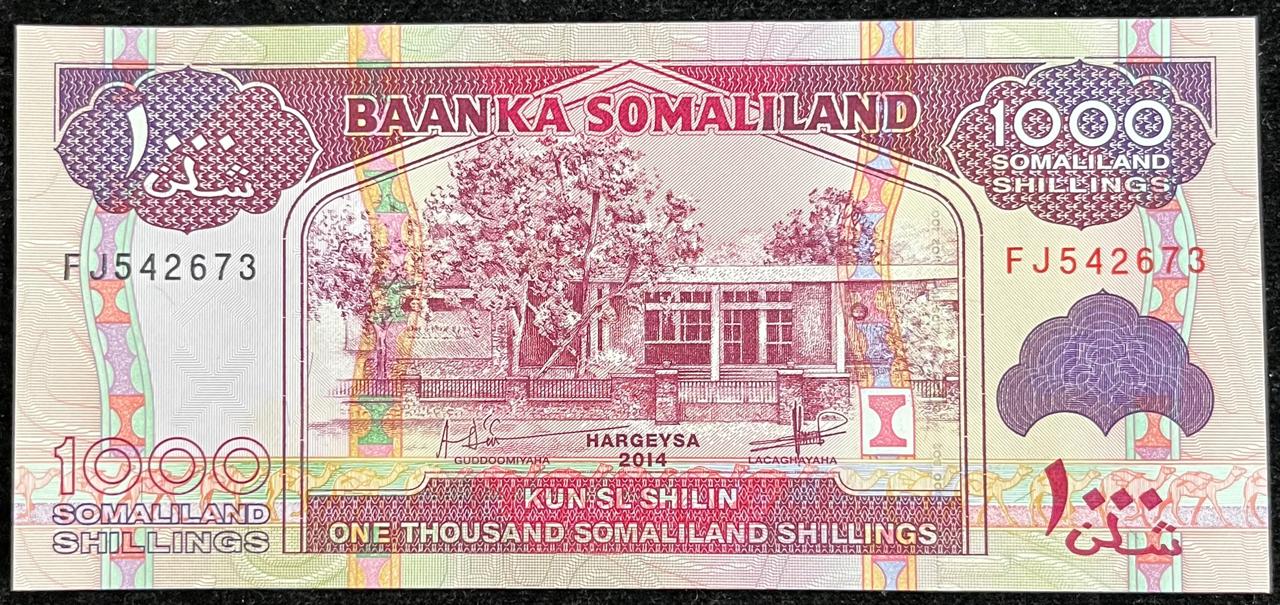 BAANKA SOMALILAND
١٠٠٠
شلن
1000
SOMALILAND
SHILLINGS
FJ542673
FJ542673
HARGEYSA
2014
GUDDOOMIYAHA
LACAGHAYAHA
1000
SOMALILAND
SHILLINGS
KUN SL SHILIN
ONE THOUSAND SOMALILAND SHILLINGS
١٠٠٠
شلن